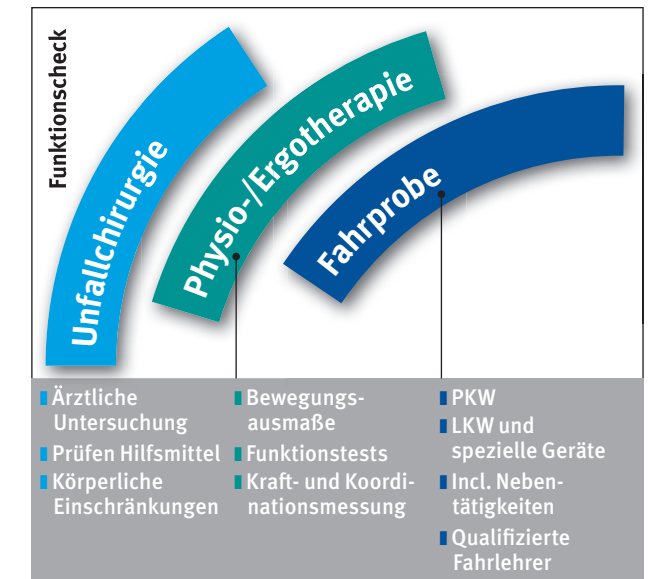 Funktionscheck
Unfallchirurgie
Physio-/Ergotherapie
Fahrprobe
Ärztliche
Untersuchung
Prüfen Hilfsmittel
Körperliche
Einschränkungen
Bewegungs-
ausmaße
Funktionstests
Kraft- und Koordi-
nationsmessung
PKW
LKW und
spezielle Geräte
Incl. Neben-
tätigkeiten
Qualifizierte
Fahrlehrer